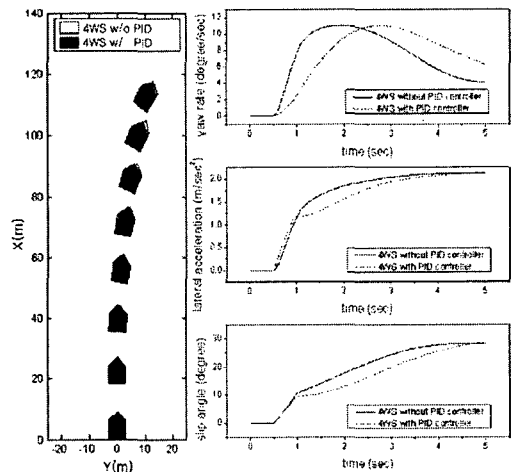 4WS w/o PID
4WS w/ PID
140
120
100
80
60
40
20
0
X(m)
-20 -10 0 10 20
Y(m)
yaw rate (degree/sec)
12
10
8
6
4
2
0
4WS without PID controller
4WS with PID controller
0 1 2 3 4 5
time (sec)
lateral acceleration (m/sec²)
2.0
1.5
1.0
0.5
0.0
4WS without PID controller
4WS with PID controller
0 1 2 3 4 5
time (sec)
slip angle (degree)
30
20
10
0
4WS without PID controller
4WS with PID controller
0 1 2 3 4 5
time (sec)